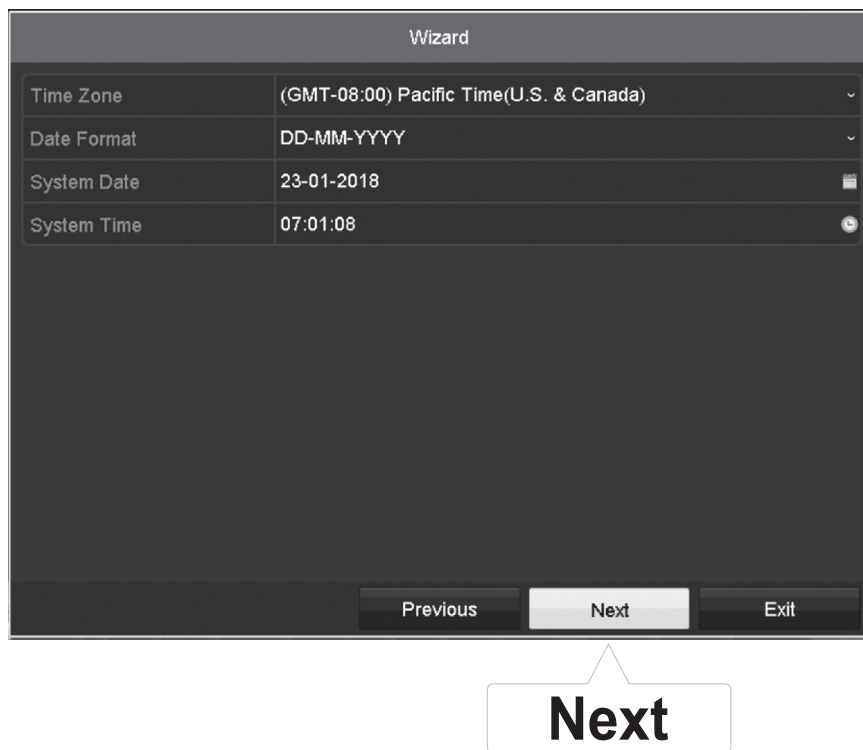 Wizard
Time Zone (GMT-08:00) Pacific Time(U.S. & Canada)
Date Format DD-MM-YYYY
System Date 23-01-2018
System Time 07:01:08
Previous Next Exit
Next